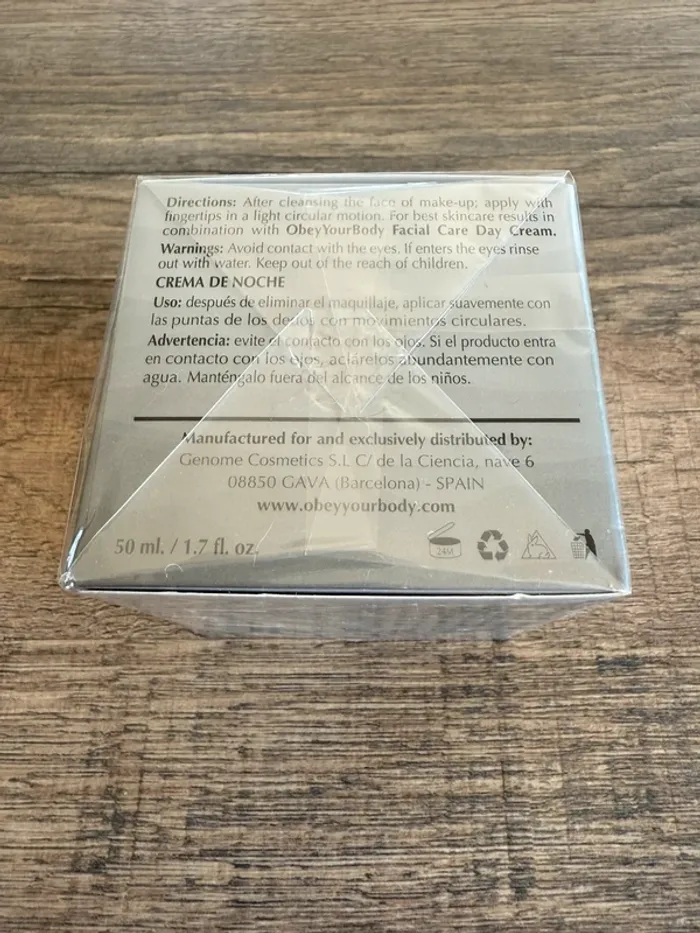 Directions: After cleansing the face of make-up; apply with
fingertips in a light circular motion. For best skincare results in
combination with ObeyYourBody Facial Care Day Cream.
Warnings: Avoid contact with the eyes. If enters the eyes rinse
out with water. Keep out of the reach of children.
CREMA DE NOCHE
Uso: después de eliminar el maquillaje, aplicar suavemente con
las puntas de los dedos con movimientos circulares.
Advertencia: evite el contacto con los ojos. Si el producto entra
en contacto con los ojos, aclárelos abundantemente con
agua. Manténgalo fuera del alcance de los niños.
Manufactured for and exclusively distributed by:
Genome Cosmetics S.L C/ de la Ciencia, nave 6
08850 GAVA (Barcelona) - SPAIN
www.obeyyourbody.com
50 ml. / 1.7 fl. oz.
24M